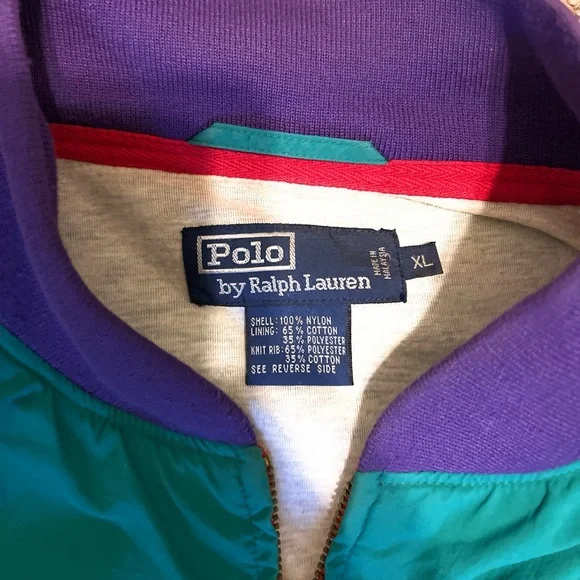 Polo
by Ralph Lauren
MADE IN
MALAYSIA
XL
SHELL: 100% NYLON
LINING: 65% COTTON
35% POLYESTER
KNIT RIB: 65% POLYESTER
35% COTTON
SEE REVERSE SIDE